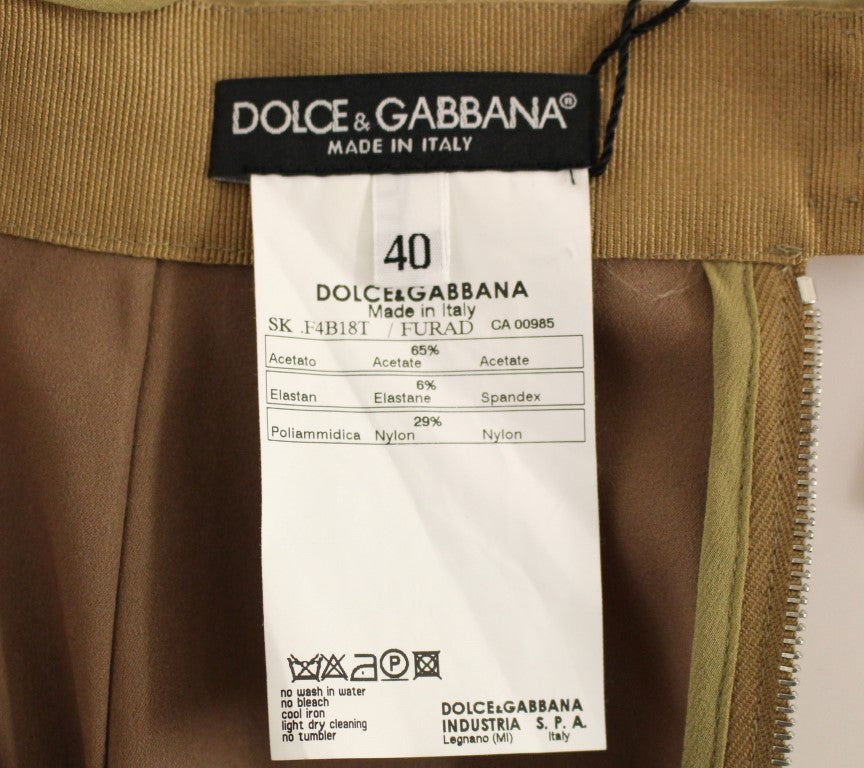 DOLCE & GABBANA®
MADE IN ITALY
40
DOLCE&GABBANA
Made in Italy
SK .F4B18T / FURAD CA 00985
65%
Acetato Acetate Acetate
6%
Elastan Elastane Spandex
29%
Poliammidica Nylon Nylon
P
no wash in water
no bleach
cool iron
light dry cleaning
no tumbler
DOLCE&GABBANA
INDUSTRIA S. P. A.
Legnano (MI) Italy